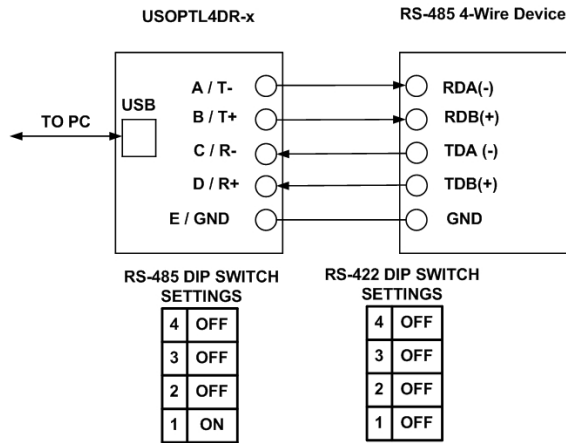 USOPTL4DR-x
RS-485 4-Wire Device
USB
TO PC
A / T-
B / T+
C / R-
D / R+
E / GND
RDA(-)
RDB(+)
TDA (-)
TDB(+)
GND
RS-485 DIP SWITCH
SETTINGS
4 OFF
3 OFF
2 OFF
1 ON
RS-422 DIP SWITCH
SETTINGS
4 OFF
3 OFF
2 OFF
1 OFF